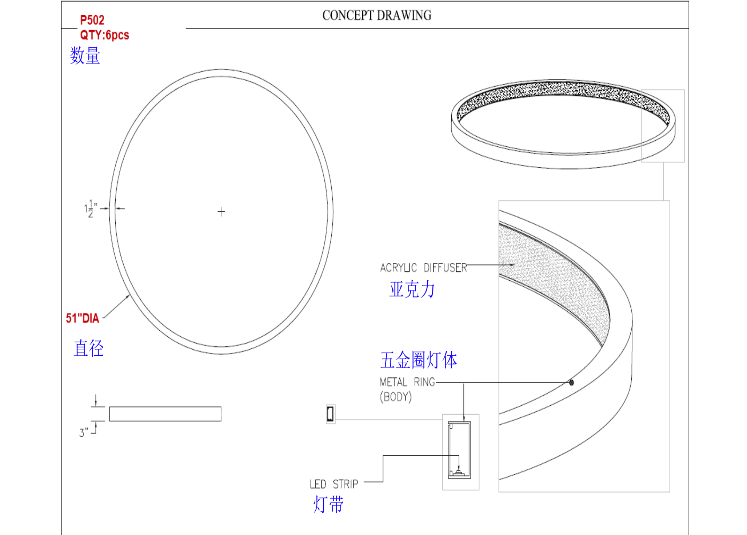 CONCEPT DRAWING
P502
QTY:6pcs
数量
1 1/2"
ACRYLIC DIFFUSER
亚克力
51"DIA
直径
五金圈灯体
METAL RING
(BODY)
3"
LED STRIP
灯带